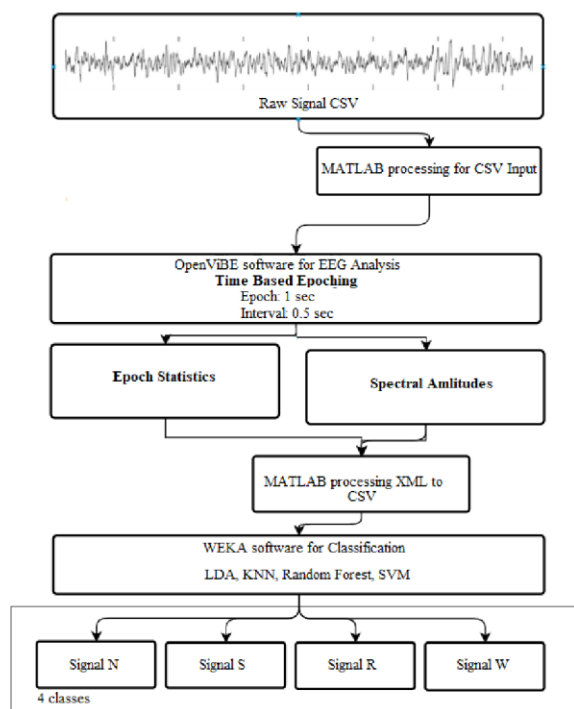 Raw Signal CSV
MATLAB processing for CSV Input
OpenViBE software for EEG Analysis
Time Based Epoching
Epoch: 1 sec
Interval: 0.5 sec
Epoch Statistics
Spectral Amlitudes
MATLAB processing XML to
CSV
WEKA software for Classification
LDA, KNN, Random Forest, SVM
Signal N
Signal S
Signal R
Signal W
4 classes